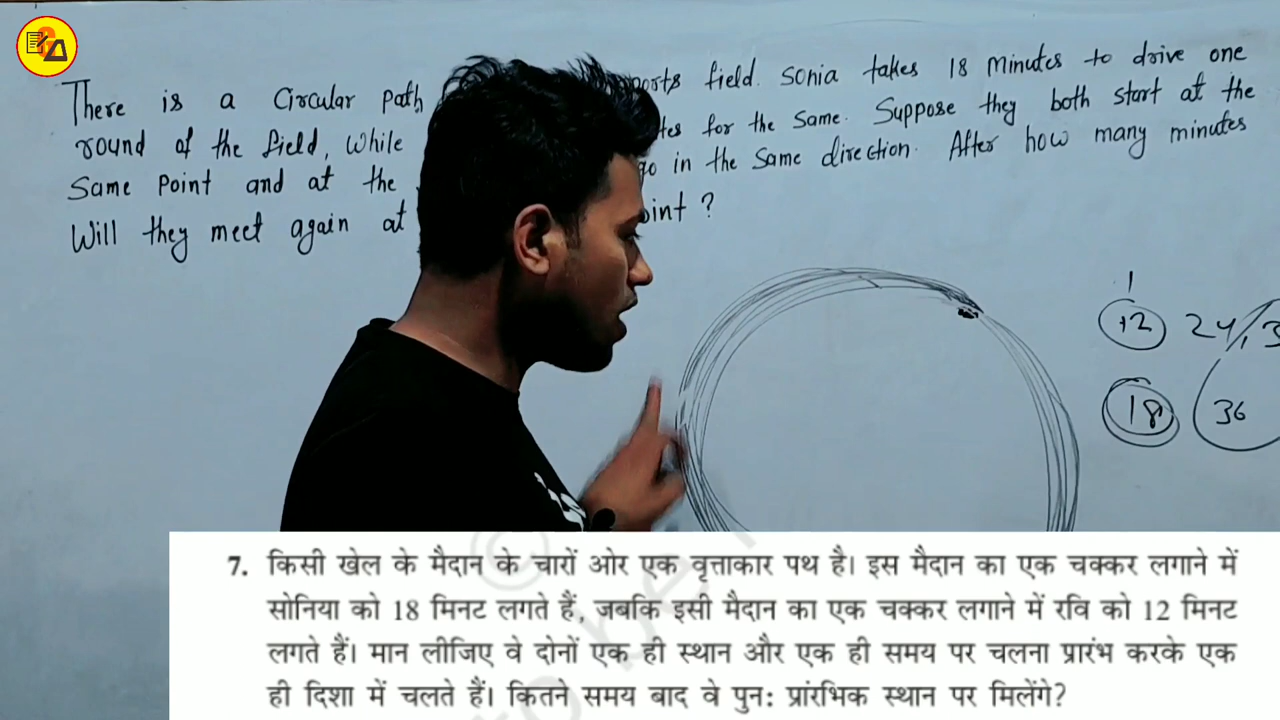 There is a Circular path ports field. Sonia takes 18 Minutes to drive one
round of the field, While tes for the Same. Suppose they both start at the
Same Point and at the go in the Same direction. After how many minutes
Will they meet again at oint ?
1
12 24/3
18 36
7. किसी खेल के मैदान के चारों ओर एक वृत्ताकार पथ है। इस मैदान का एक चक्कर लगाने में
सोनिया को 18 मिनट लगते हैं, जबकि इसी मैदान का एक चक्कर लगाने में रवि को 12 मिनट
लगते हैं। मान लीजिए वे दोनों एक ही स्थान और एक ही समय पर चलना प्रारंभ करके एक
ही दिशा में चलते हैं। कितने समय बाद वे पुनः प्रारंभिक स्थान पर मिलेंगे?